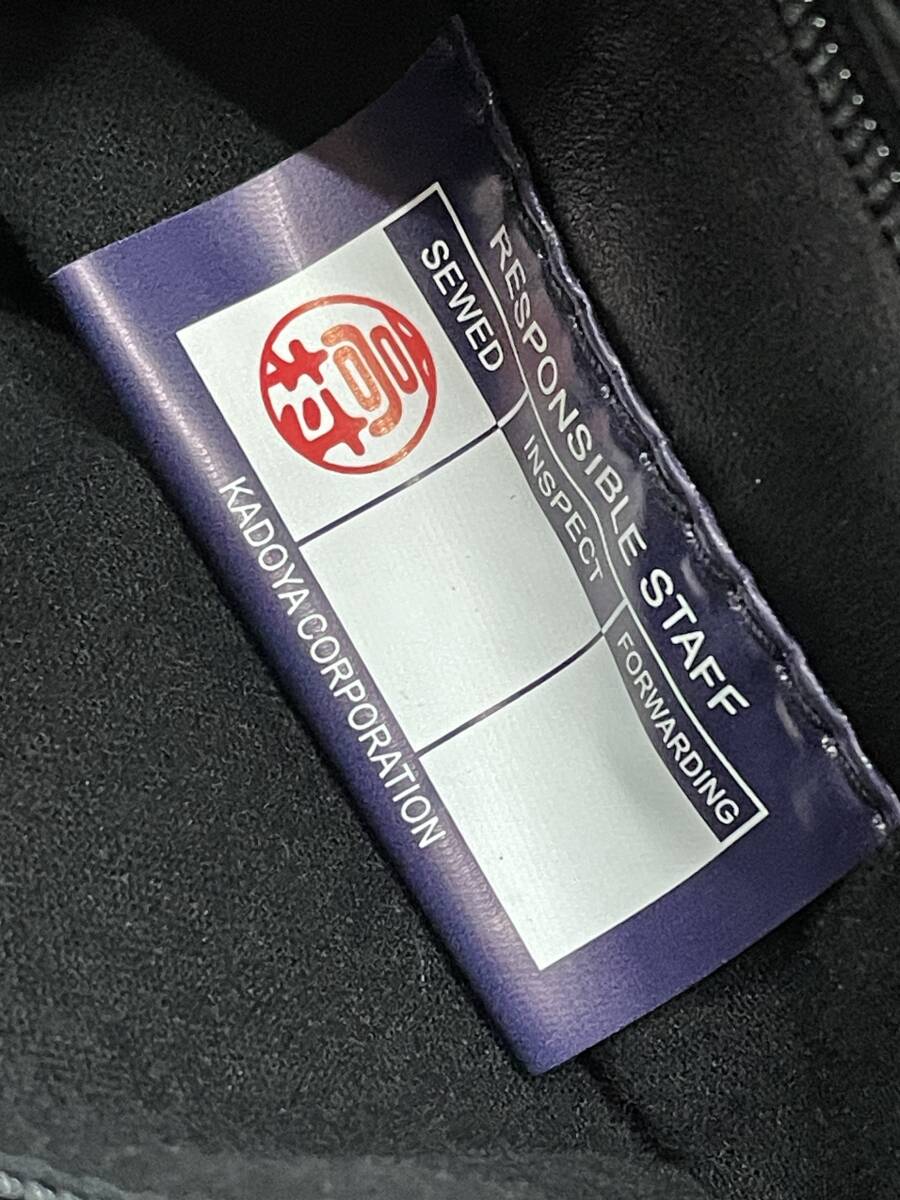 RESPONSIBLE STAFF
SEWED
INSPECT
FORWARDING
KADOYA CORPORATION